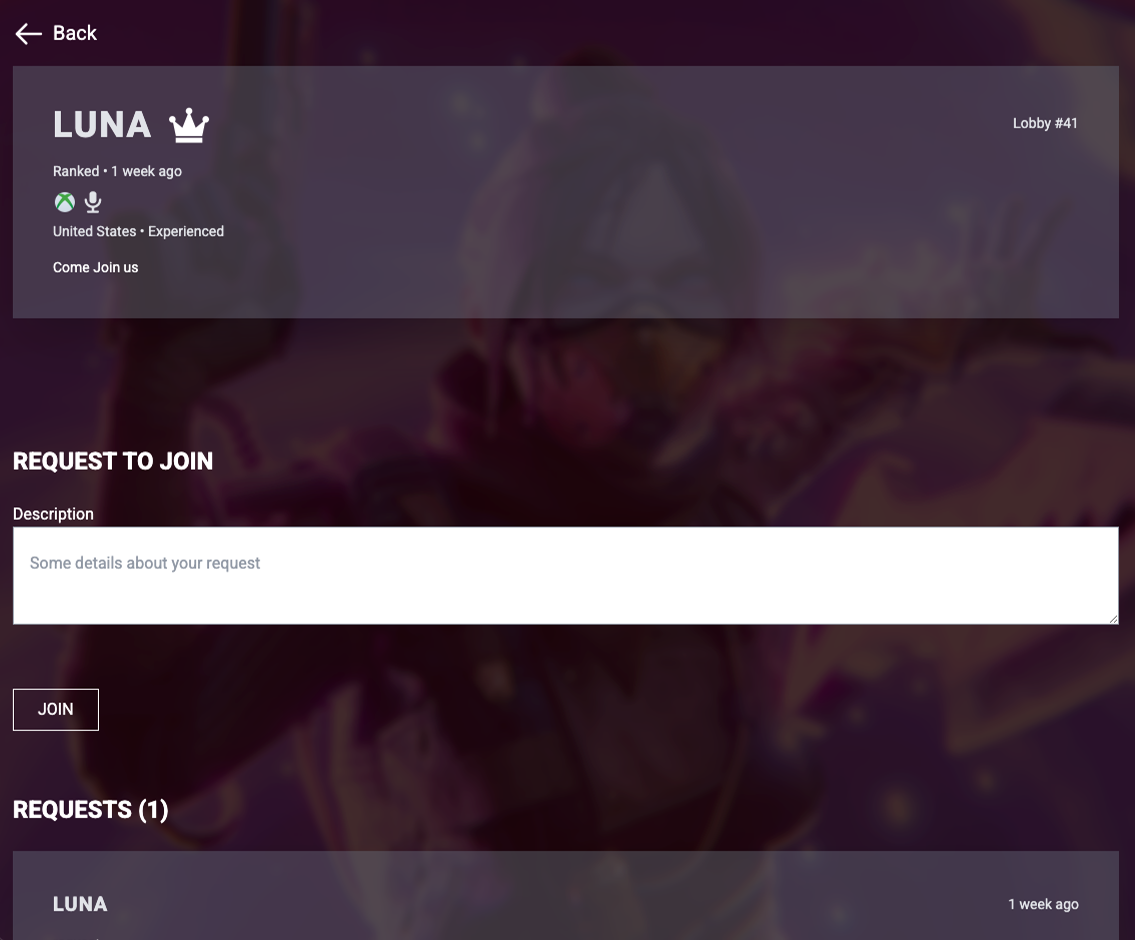 Back
LUNA
Lobby #41
Ranked • 1 week ago
United States • Experienced
Come Join us
REQUEST TO JOIN
Description
Some details about your request
JOIN
REQUESTS (1)
LUNA
1 week ago